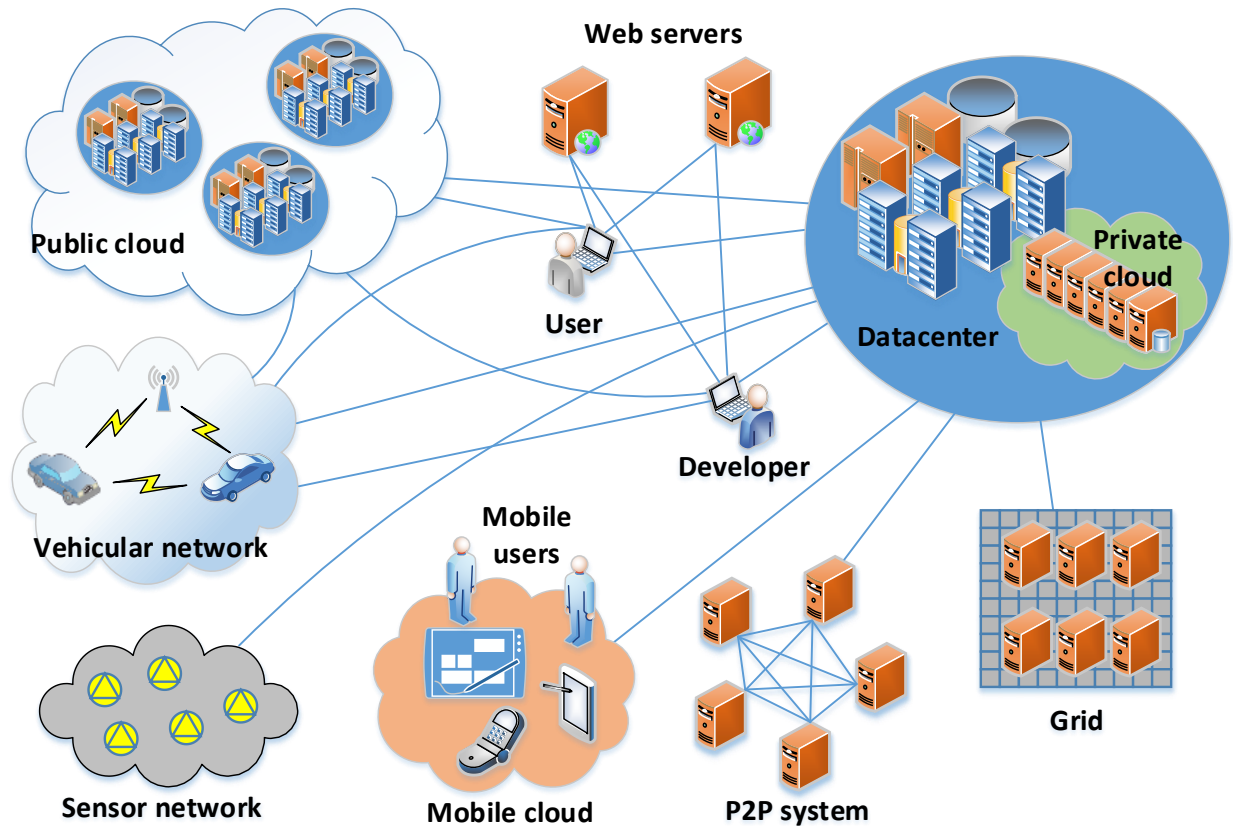 Web servers
Public cloud
Private
cloud
User
Datacenter
Developer
Vehicular network
Mobile
users
Sensor network
Mobile cloud
P2P system
Grid